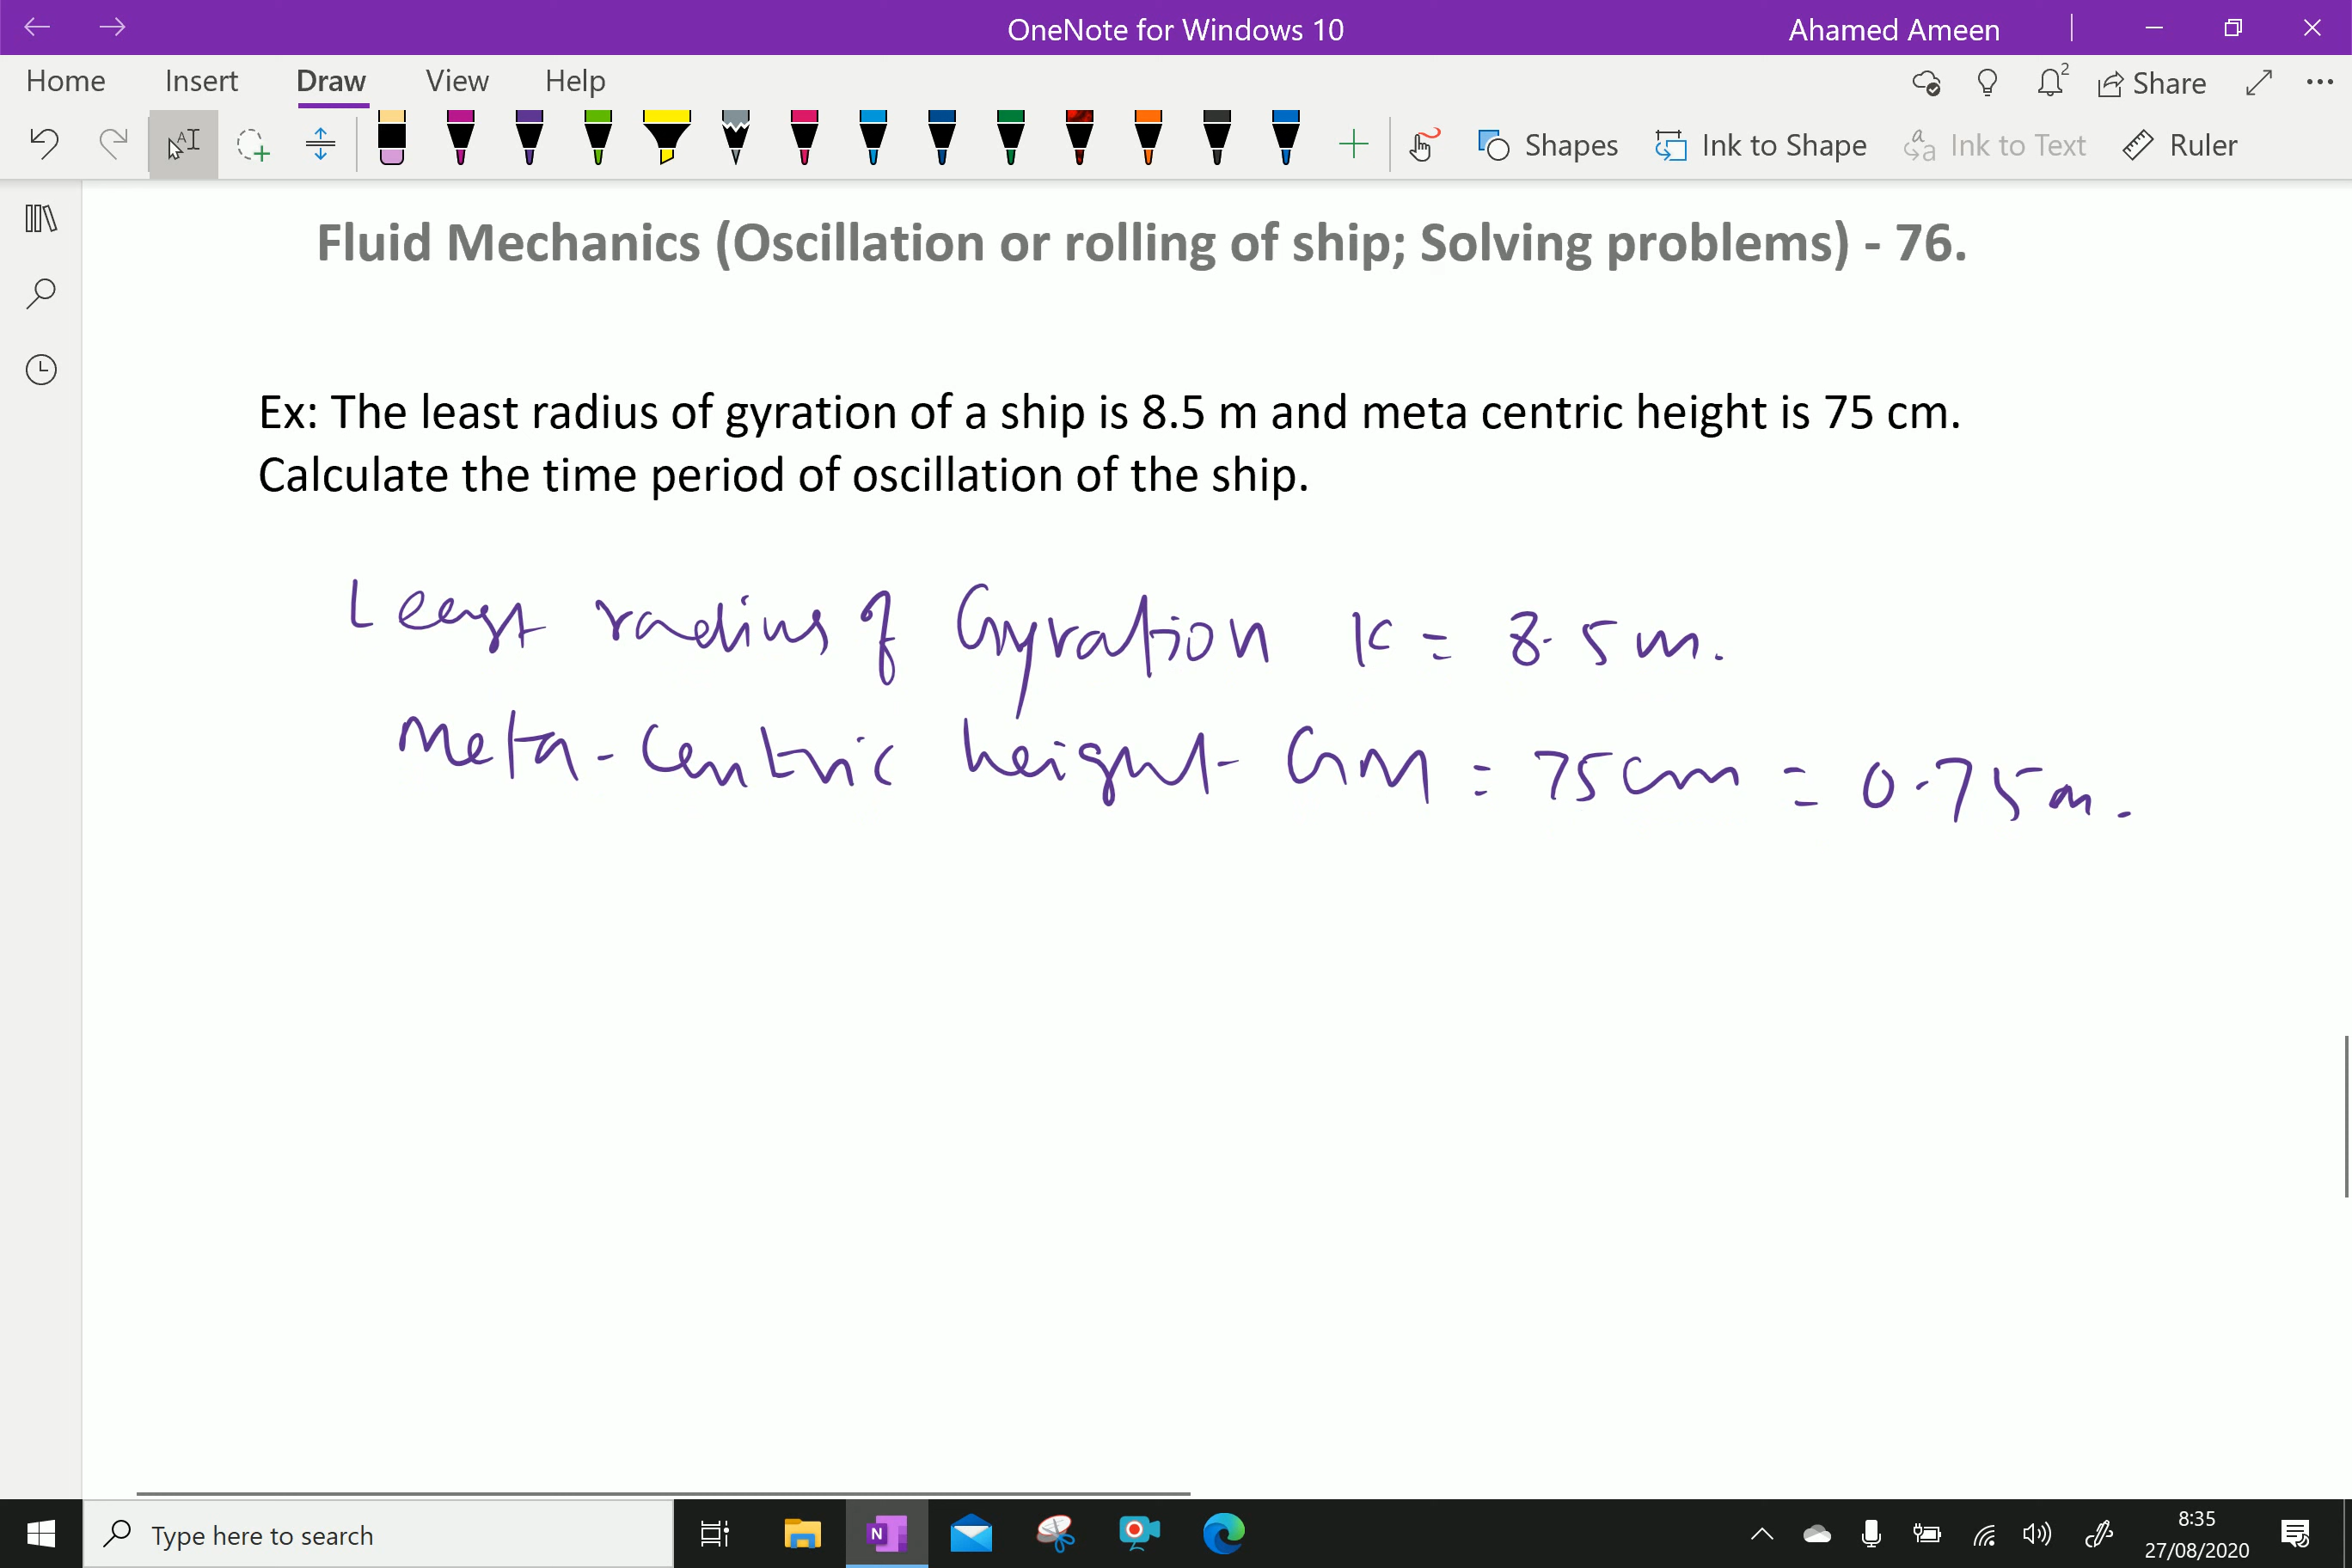 OneNote for Windows 10
Ahamed Ameen
Home Insert Draw View Help
2 Share
Shapes Ink to Shape Ink to Text Ruler
Fluid Mechanics (Oscillation or rolling of ship; Solving problems) - 76.
Ex: The least radius of gyration of a ship is 8.5 m and meta centric height is 75 cm.
Calculate the time period of oscillation of the ship.
Least radius of Gyration K = 8.5 m.
Meta-Centric height GM = 75cm = 0.75m.
Type here to search
8:35
27/08/2020